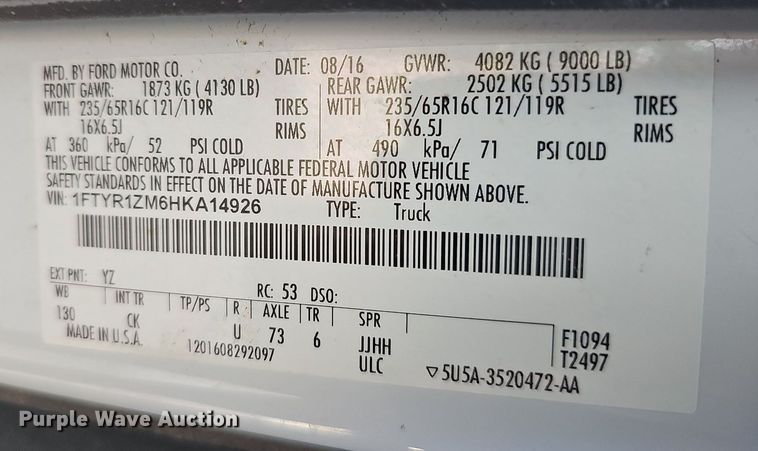 MFD. BY FORD MOTOR CO. DATE: 08/16 GVWR: 4082 KG ( 9000 LB)
FRONT GAWR: 1873 KG ( 4130 LB) REAR GAWR: 2502 KG ( 5515 LB)
WITH 235/65R16C 121/119R TIRES WITH 235/65R16C 121/119R TIRES
16X6.5J RIMS 16X6.5J RIMS
AT 360 kPa/ 52 PSI COLD AT 490 kPa/ 71 PSI COLD
THIS VEHICLE CONFORMS TO ALL APPLICABLE FEDERAL MOTOR VEHICLE
SAFETY STANDARDS IN EFFECT ON THE DATE OF MANUFACTURE SHOWN ABOVE.
VIN: 1FTYR1ZM6HKA14926 TYPE: Truck
EXT PNT: YZ RC: 53 DSO:
WB INT TR TP/PS R AXLE TR SPR
130 CK U 73 6 JJHH F1094
MADE IN U.S.A. 1201608292097 ULC T2497
▽5U5A-3520472-AA
Purple Wave Auction